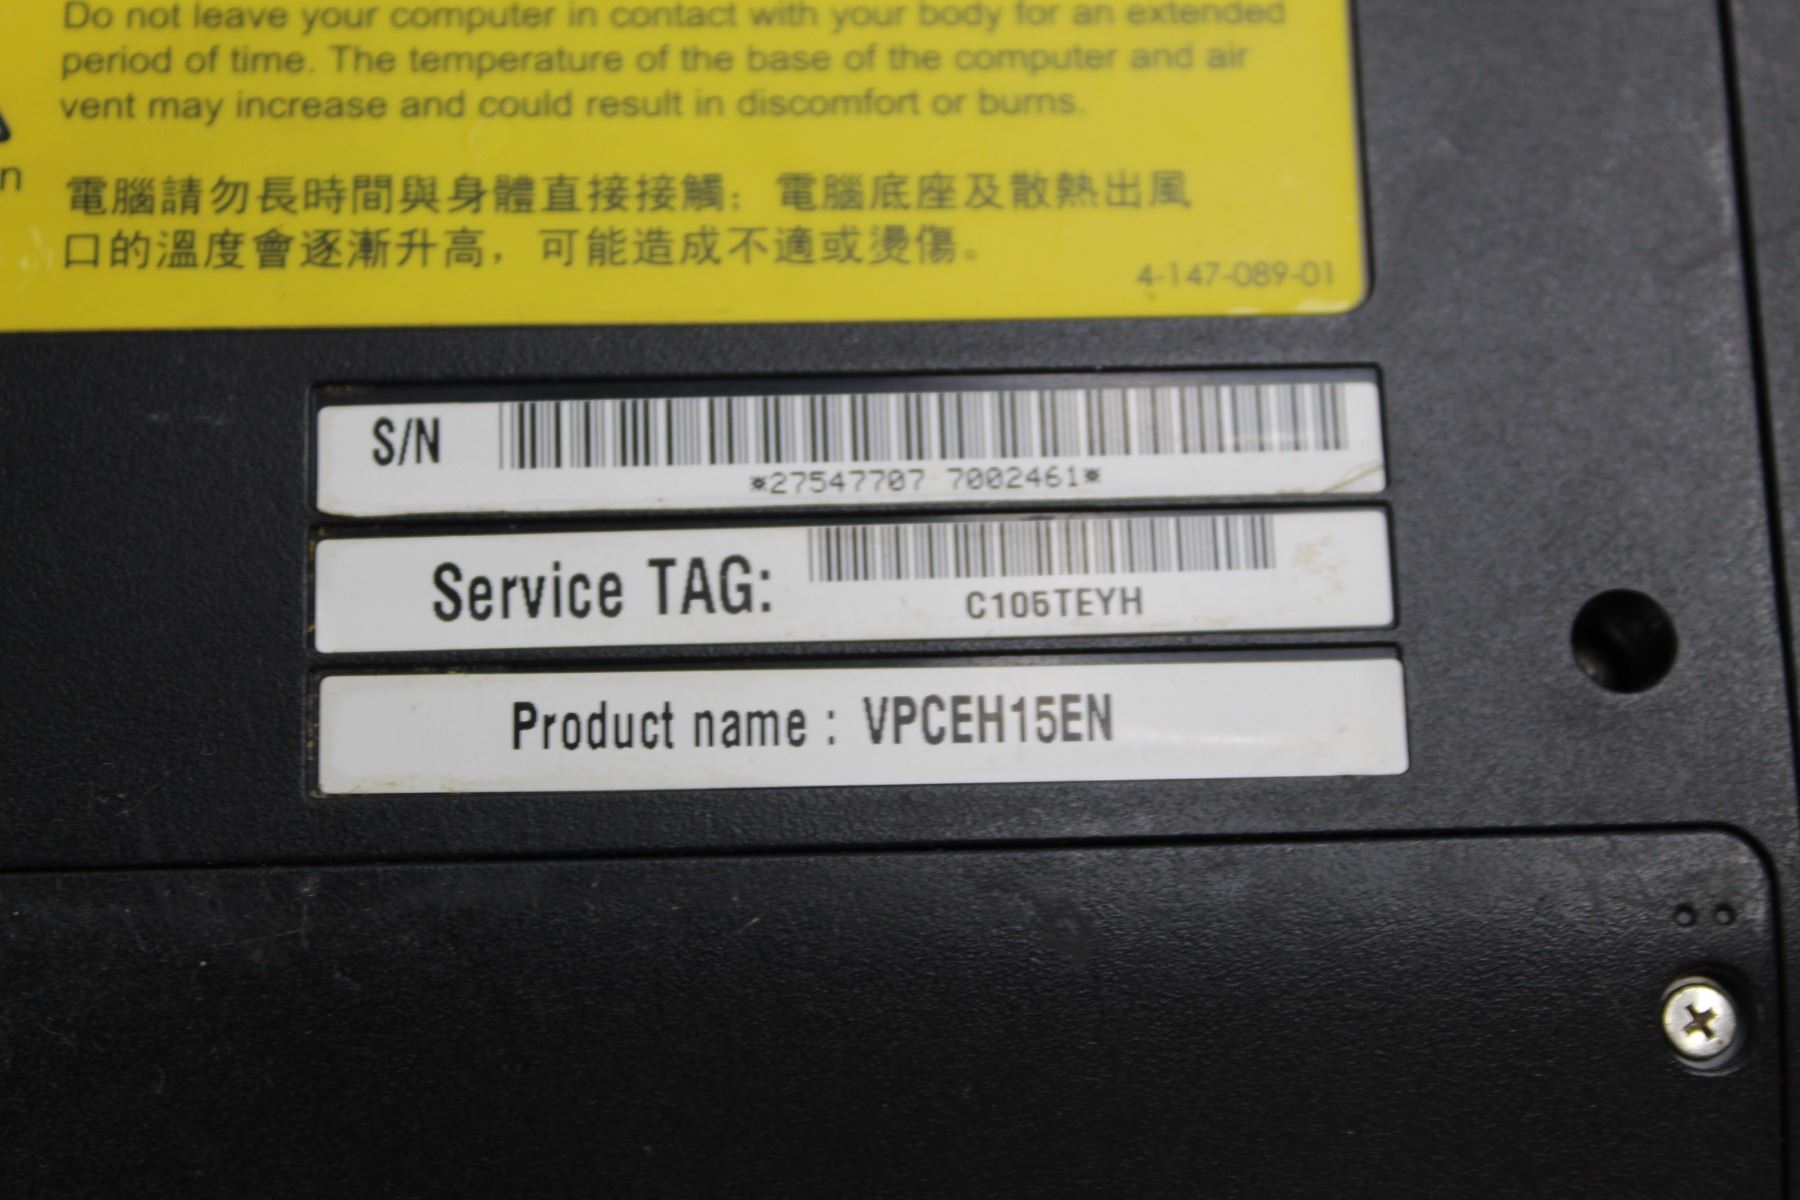 Do not leave your computer in contact with your body for an extended
period of time. The temperature of the base of the computer and air
vent may increase and could result in discomfort or burns.
電腦請勿長時間與身體直接接觸；電腦底座及散熱出風
口的溫度會逐漸升高，可能造成不適或燙傷。
4-147-089-01
S/N
*27547707 7002461*
Service TAG:
C105TEYH
Product name : VPCEH15EN